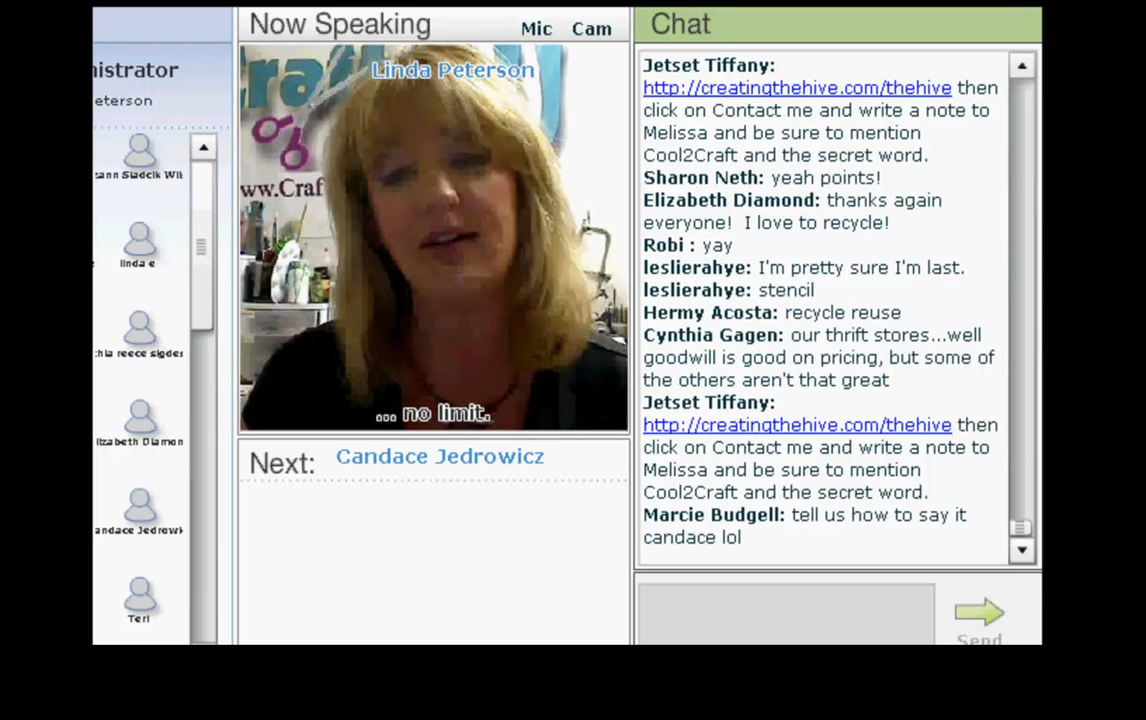 nistrator
eterson
linda e
Teri
Now Speaking
Mic Cam
Linda Peterson
raf
ww.Craf
... no limit.
Next: Candace Jedrowicz
Chat
Jetset Tiffany:
http://creatingthehive.com/thehive then
click on Contact me and write a note to
Melissa and be sure to mention
Cool2Craft and the secret word.
Sharon Neth: yeah points!
Elizabeth Diamond: thanks again
everyone! I love to recycle!
Robi : yay
leslierahye: I'm pretty sure I'm last.
leslierahye: stencil
Hermy Acosta: recycle reuse
Cynthia Gagen: our thrift stores...well
goodwill is good on pricing, but some of
the others aren't that great
Jetset Tiffany:
http://creatingthehive.com/thehive then
click on Contact me and write a note to
Melissa and be sure to mention
Cool2Craft and the secret word.
Marcie Budgell: tell us how to say it
candace lol
Send